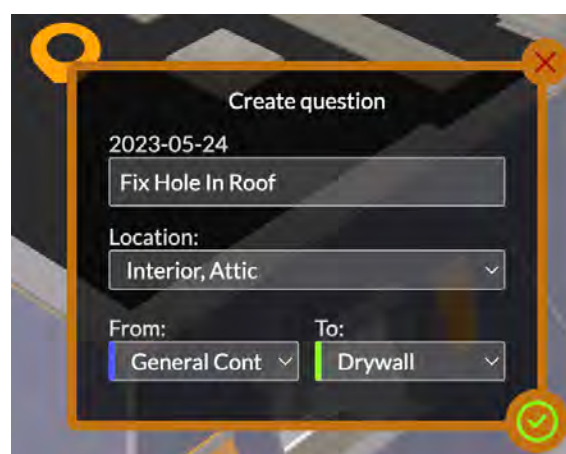 Create question
2023-05-24
Fix Hole In Roof
Location:
Interior, Attic
From: To:
General Cont Drywall